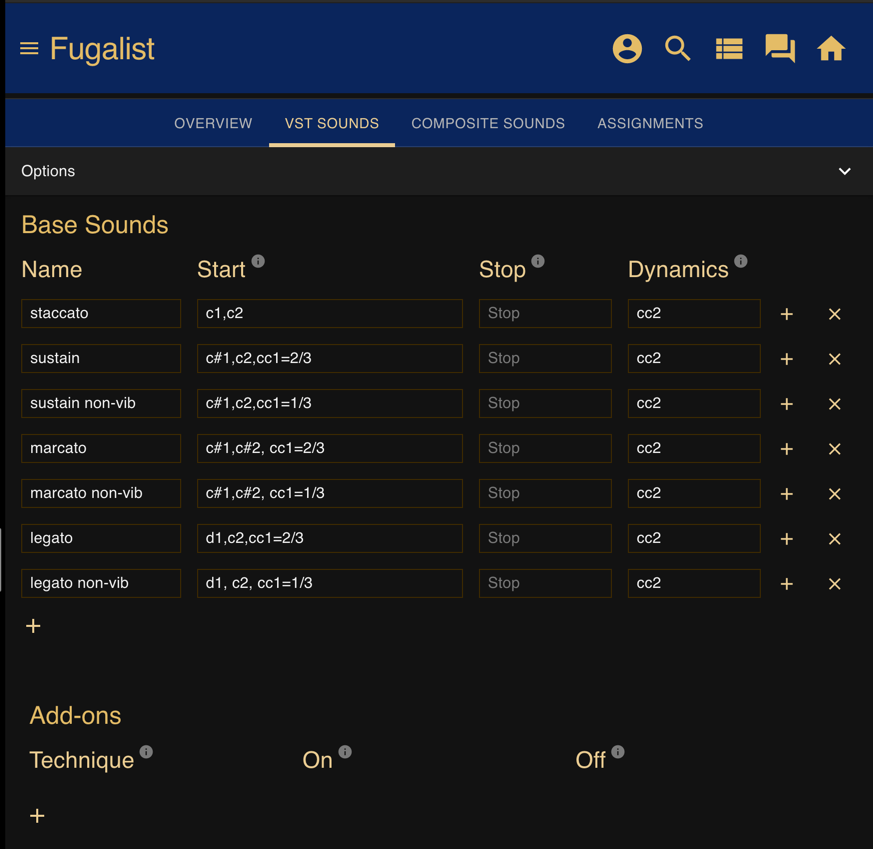 Fugalist
OVERVIEW VST SOUNDS COMPOSITE SOUNDS ASSIGNMENTS
Options
Base Sounds
Name Start Stop Dynamics
staccato c1,c2 Stop cc2
sustain c#1,c2,cc1=2/3 Stop cc2
sustain non-vib c#1,c2,cc1=1/3 Stop cc2
marcato c#1,c#2, cc1=2/3 Stop cc2
marcato non-vib c#1,c#2, cc1=1/3 Stop cc2
legato d1,c2,cc1=2/3 Stop cc2
legato non-vib d1, c2, cc1=1/3 Stop cc2
Add-ons
Technique On Off